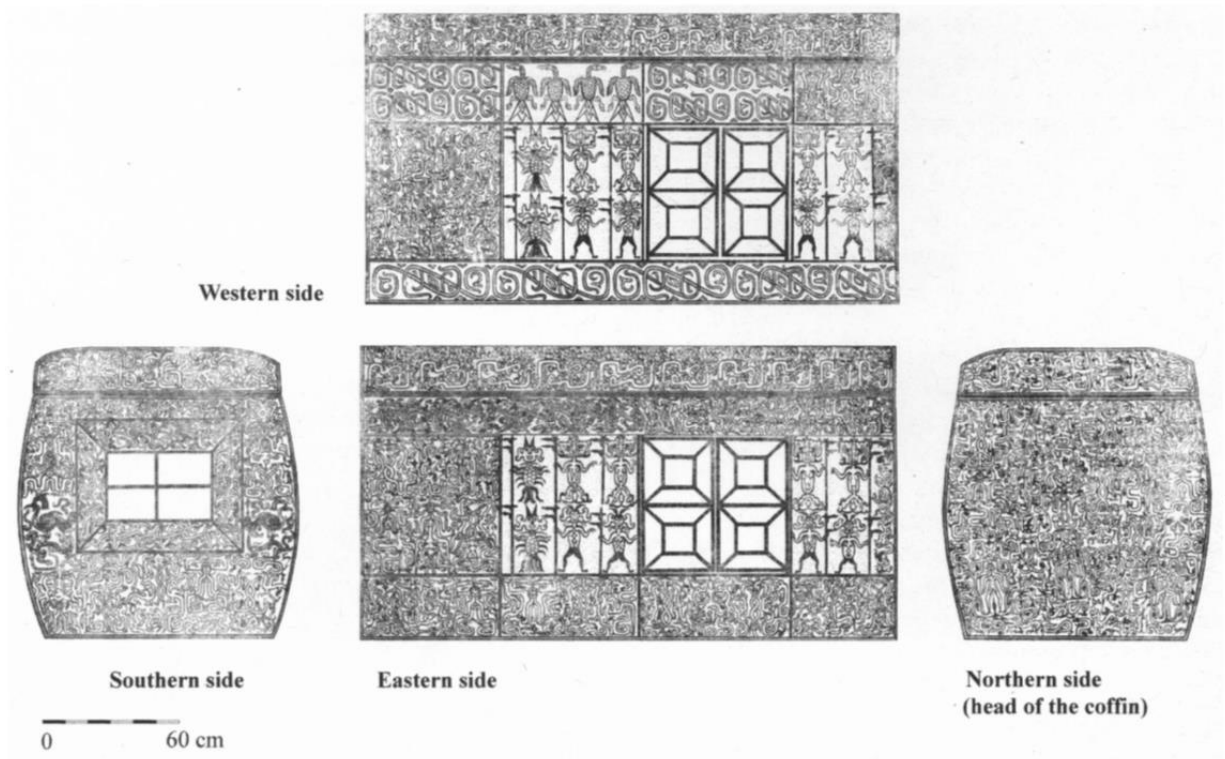 Western side
Southern side
Eastern side
Northern side
(head of the coffin)
0 60 cm